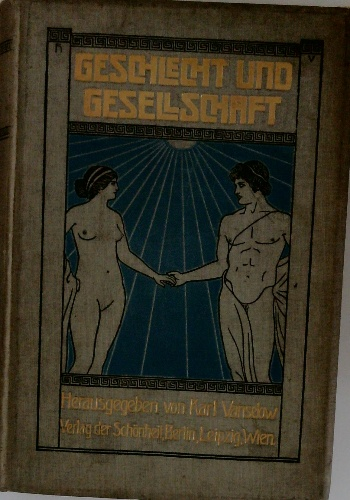 GESCHLECHT UND
GESELLSCHAFT
Herausgegeben von Karl Vanselow
Verlag der Schönheit, Berlin, Leipzig, Wien.